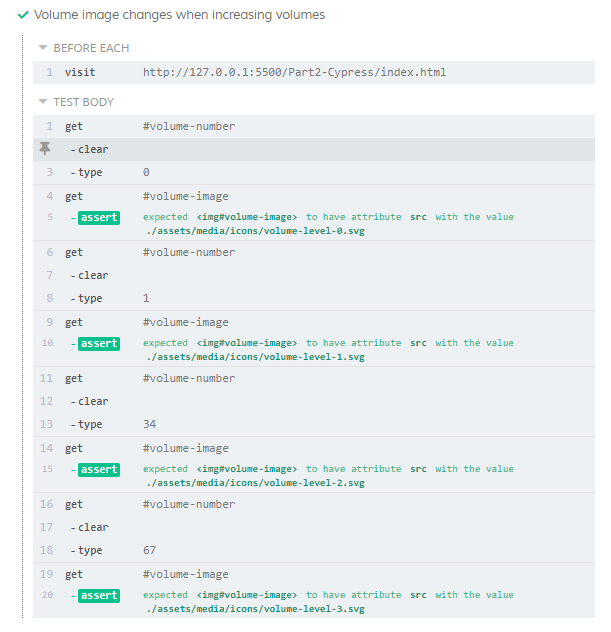 Volume image changes when increasing volumes
BEFORE EACH
1 visit http://127.0.0.1:5500/Part2-Cypress/index.html
TEST BODY
1 get #volume-number
-clear
3 -type 0
4 get #volume-image
5 -assert expected <img#volume-image> to have attribute src with the value
./assets/media/icons/volume-level-0.svg
6 get #volume-number
7 -clear
8 -type 1
9 get #volume-image
10 -assert expected <img#volume-image> to have attribute src with the value
./assets/media/icons/volume-level-1.svg
11 get #volume-number
12 -clear
13 -type 34
14 get #volume-image
15 -assert expected <img#volume-image> to have attribute src with the value
./assets/media/icons/volume-level-2.svg
16 get #volume-number
17 -clear
18 -type 67
19 get #volume-image
20 -assert expected <img#volume-image> to have attribute src with the value
./assets/media/icons/volume-level-3.svg